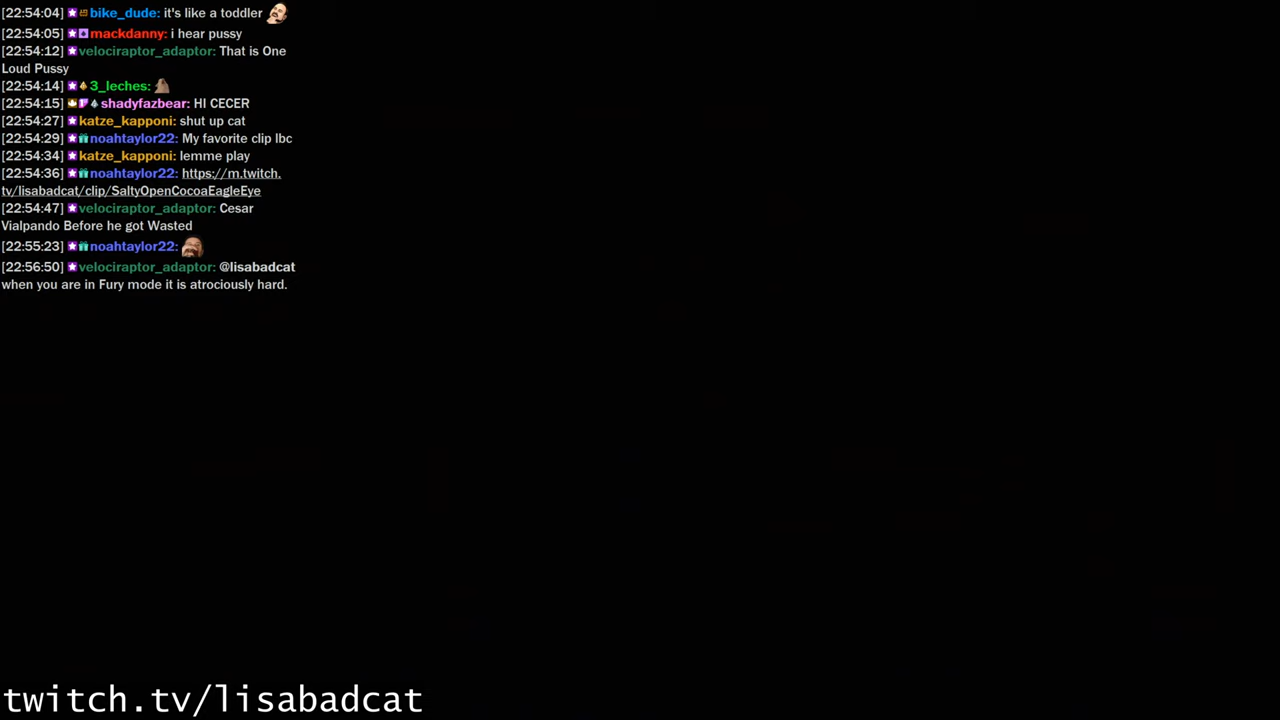 [22:54:04] bike_dude: it's like a toddler
[22:54:05] mackdanny: i hear pussy
[22:54:12] velociraptor_adaptor: That is One
Loud Pussy
[22:54:14] 3_leches:
[22:54:15] shadyfazbear: HI CECER
[22:54:27] katze_kapponi: shut up cat
[22:54:29] noahtaylor22: My favorite clip lbc
[22:54:34] katze_kapponi: lemme play
[22:54:36] noahtaylor22: https://m.twitch.
tv/lisabadcat/clip/SaltyOpenCocoaEagleEye
[22:54:47] velociraptor_adaptor: Cesar
Vialpando Before he got Wasted
[22:55:23] noahtaylor22:
[22:56:50] velociraptor_adaptor: @lisabadcat
when you are in Fury mode it is atrociously hard.
twitch.tv/lisabadcat